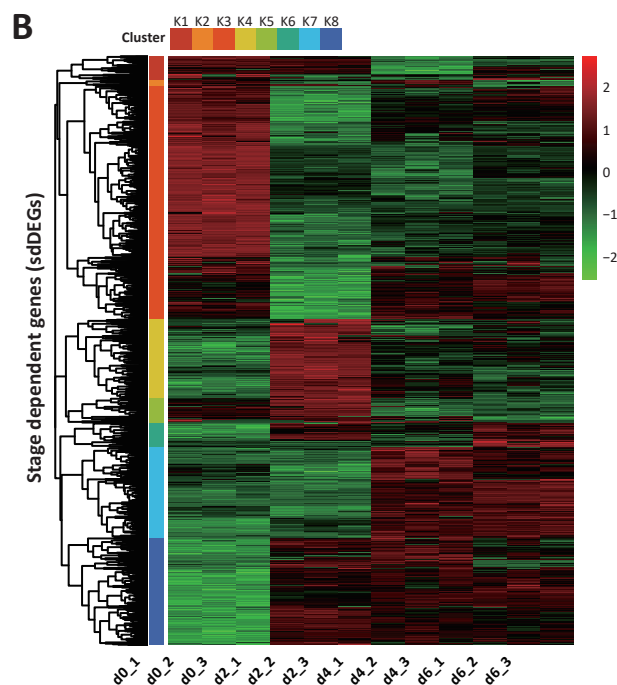 B
K1 K2 K3 K4 K5 K6 K7 K8
Cluster
Stage dependent genes (sdDEGs)
2
1
0
−1
−2
d0_1 d0_2 d0_3 d2_1 d2_2 d2_3 d4_1 d4_2 d4_3 d6_1 d6_2 d6_3